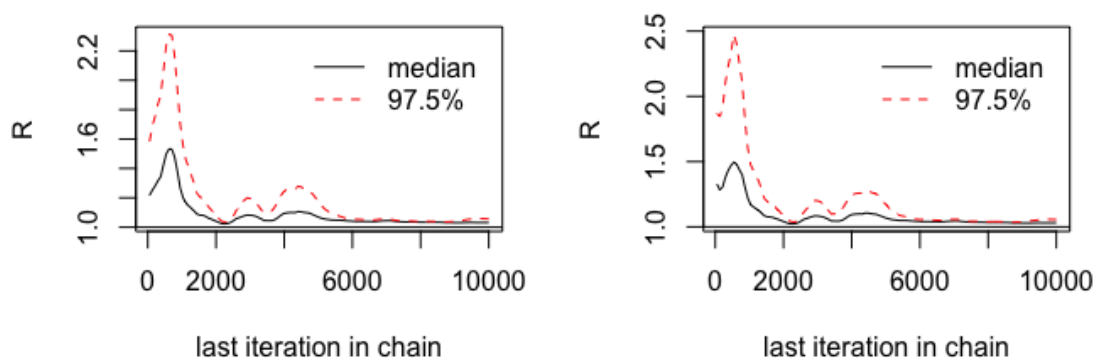 R
2.2
1.6
1.0
median
97.5%
0 2000 6000 10000
last iteration in chain
R
2.5
2.0
1.5
1.0
median
97.5%
0 2000 6000 10000
last iteration in chain